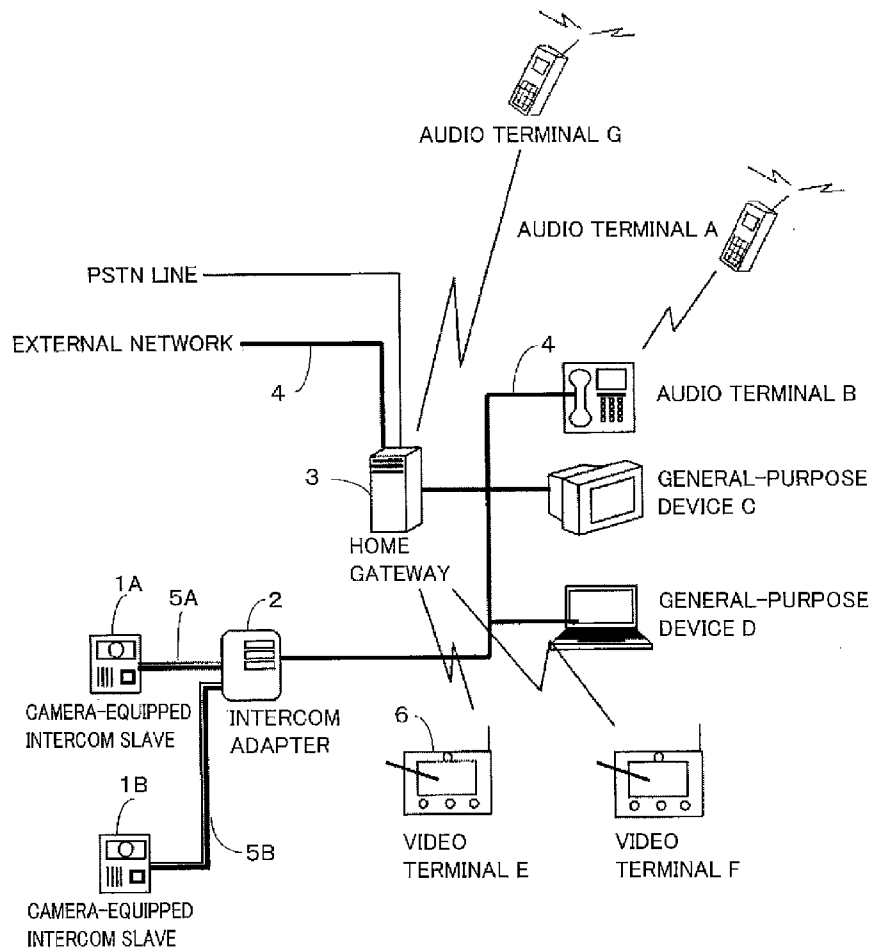 AUDIO TERMINAL G
AUDIO TERMINAL A
PSTN LINE
EXTERNAL NETWORK
4
4
AUDIO TERMINAL B
3
HOME
GATEWAY
GENERAL-PURPOSE
DEVICE C
1A
5A
2
GENERAL-PURPOSE
DEVICE D
CAMERA-EQUIPPED
INTERCOM SLAVE
INTERCOM
ADAPTER
6
1B
5B
VIDEO
TERMINAL E
VIDEO
TERMINAL F
CAMERA-EQUIPPED
INTERCOM SLAVE